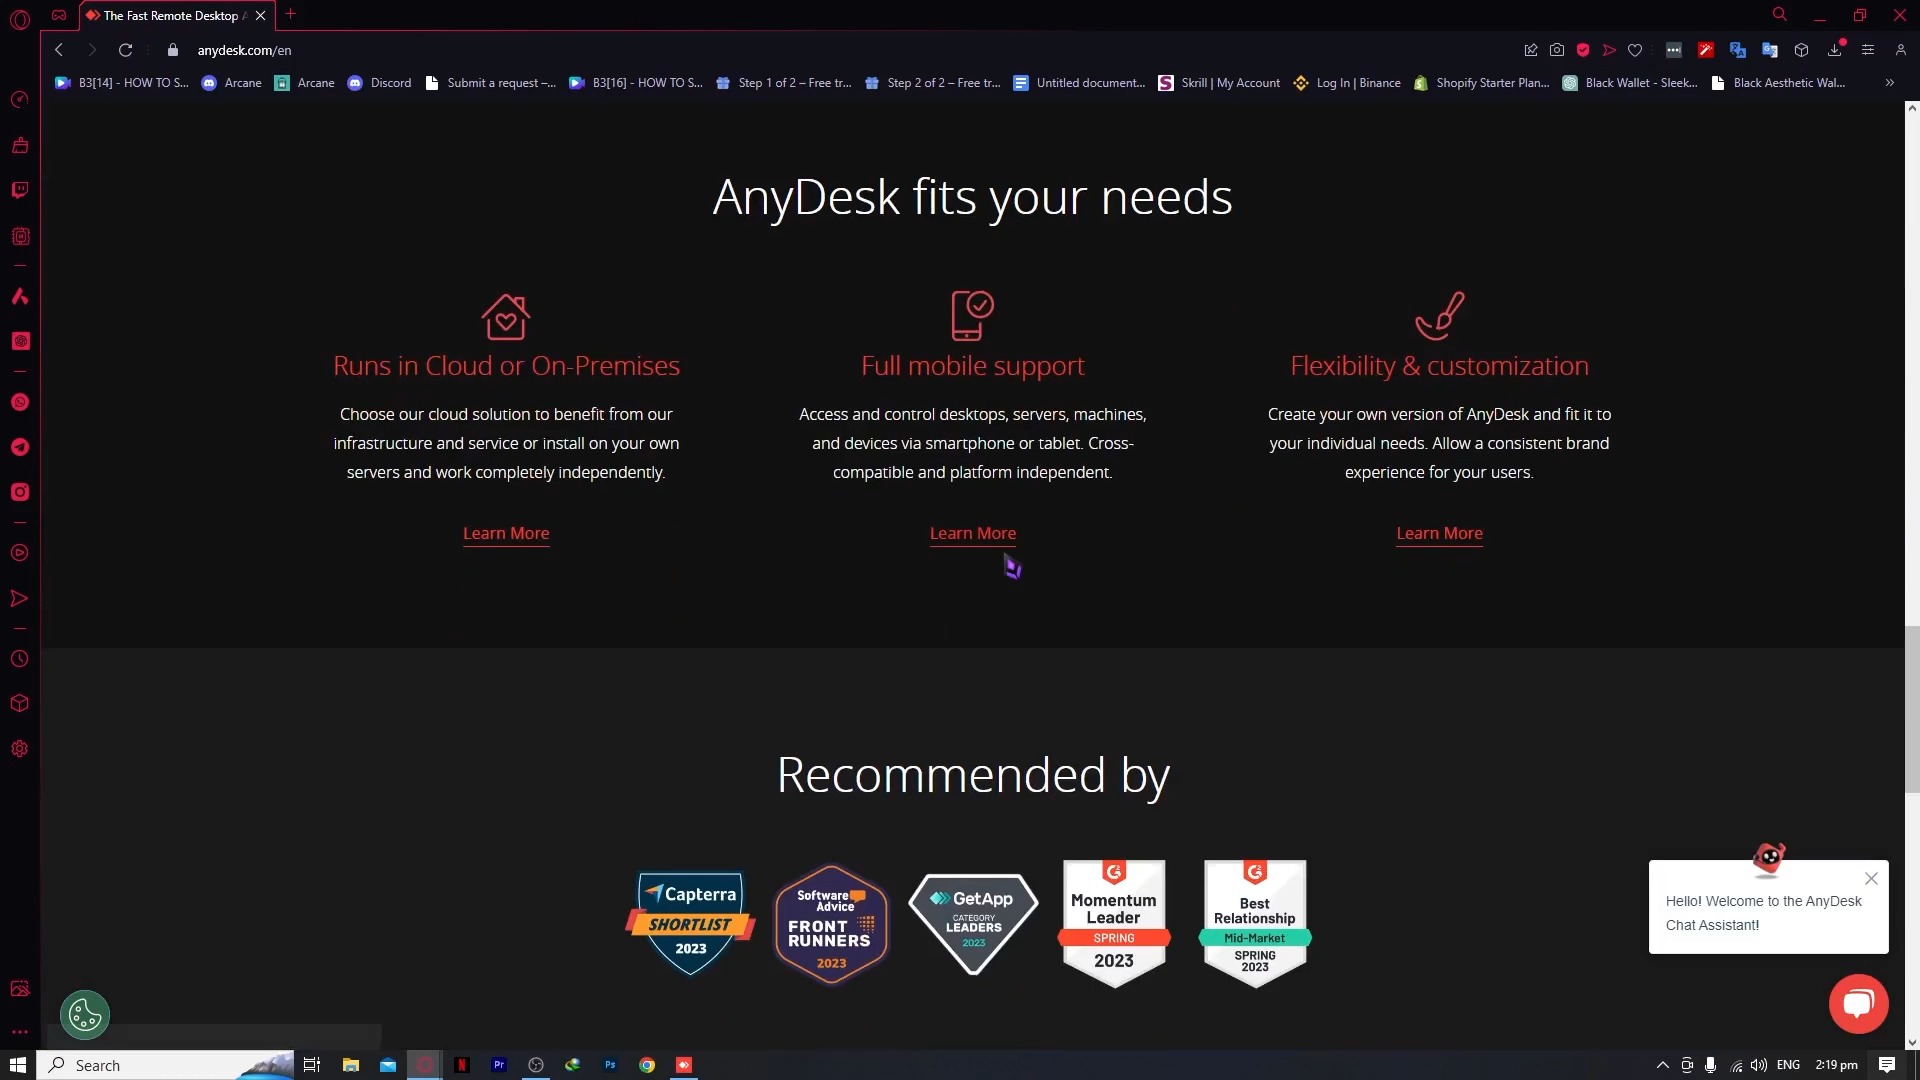 The Fast Remote Desktop A
anydesk.com/en
B3[14] - HOW TO S...
Arcane
Arcane
Discord
Submit a request –...
B3[16] - HOW TO S...
Step 1 of 2 – Free tr...
Step 2 of 2 – Free tr...
Untitled document...
Skrill | My Account
Log In | Binance
Shopify Starter Plan...
Black Wallet - Sleek...
Black Aesthetic Wal...
AnyDesk fits your needs
Runs in Cloud or On-Premises
Choose our cloud solution to benefit from our
infrastructure and service or install on your own
servers and work completely independently.
Learn More
Full mobile support
Access and control desktops, servers, machines,
and devices via smartphone or tablet. Cross-
compatible and platform independent.
Learn More
Flexibility & customization
Create your own version of AnyDesk and fit it to
your individual needs. Allow a consistent brand
experience for your users.
Learn More
Recommended by
Capterra
SHORTLIST
2023
Software
Advice
FRONT
RUNNERS
2023
GetApp
CATEGORY
LEADERS
2023
Momentum
Leader
SPRING
2023
Best
Relationship
Mid-Market
SPRING
2023
Hello! Welcome to the AnyDesk
Chat Assistant!
Search
N
Pr
Ps
ENG
2:19 pm